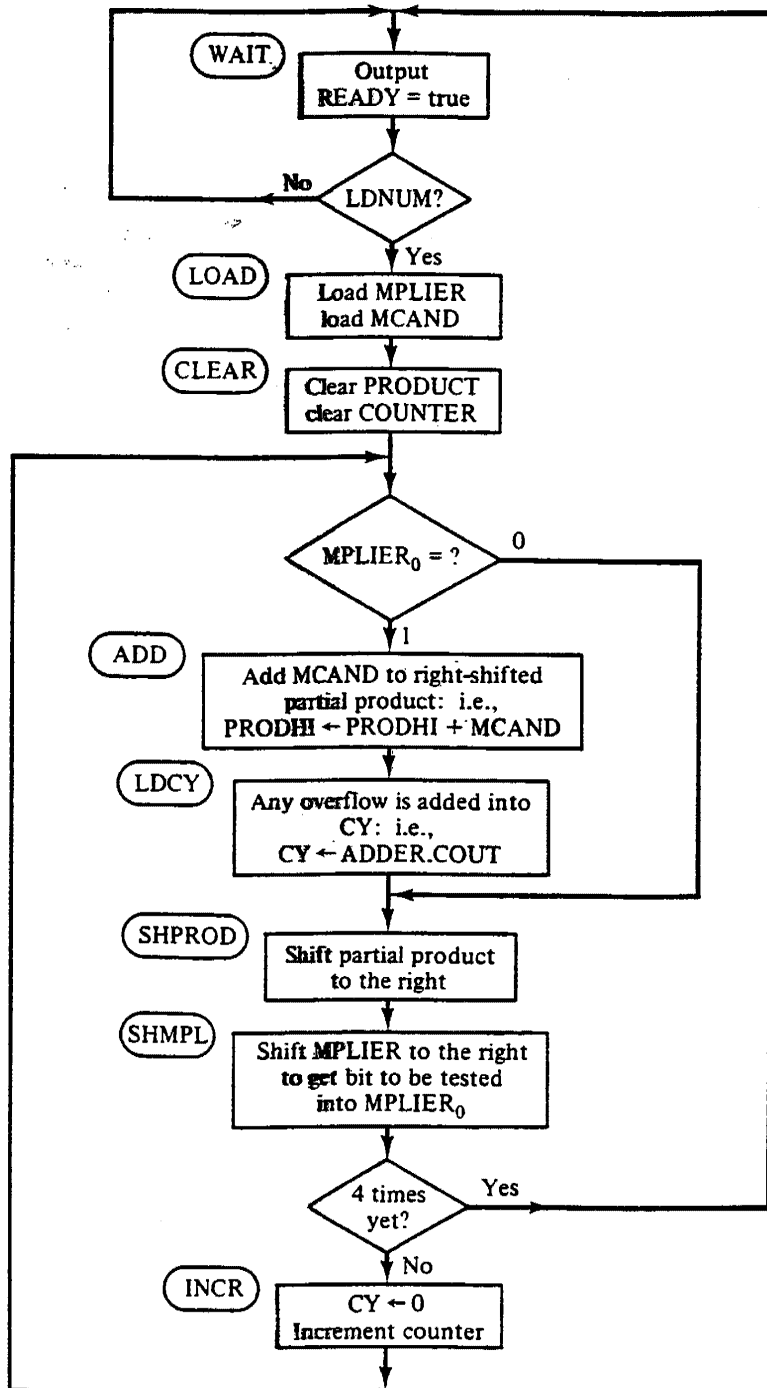 WAIT
Output
READY = true
No
LDNUM?
Yes
LOAD
Load MPLIER
load MCAND
CLEAR
Clear PRODUCT
clear COUNTER
MPLIER₀ = ?
0
1
ADD
Add MCAND to right-shifted
partial product: i.e.,
PRODHI ← PRODHI + MCAND
LDCY
Any overflow is added into
CY: i.e.,
CY ← ADDER.COUT
SHPROD
Shift partial product
to the right
SHMPL
Shift MPLIER to the right
to get bit to be tested
into MPLIER₀
4 times
yet?
Yes
No
INCR
CY ← 0
Increment counter